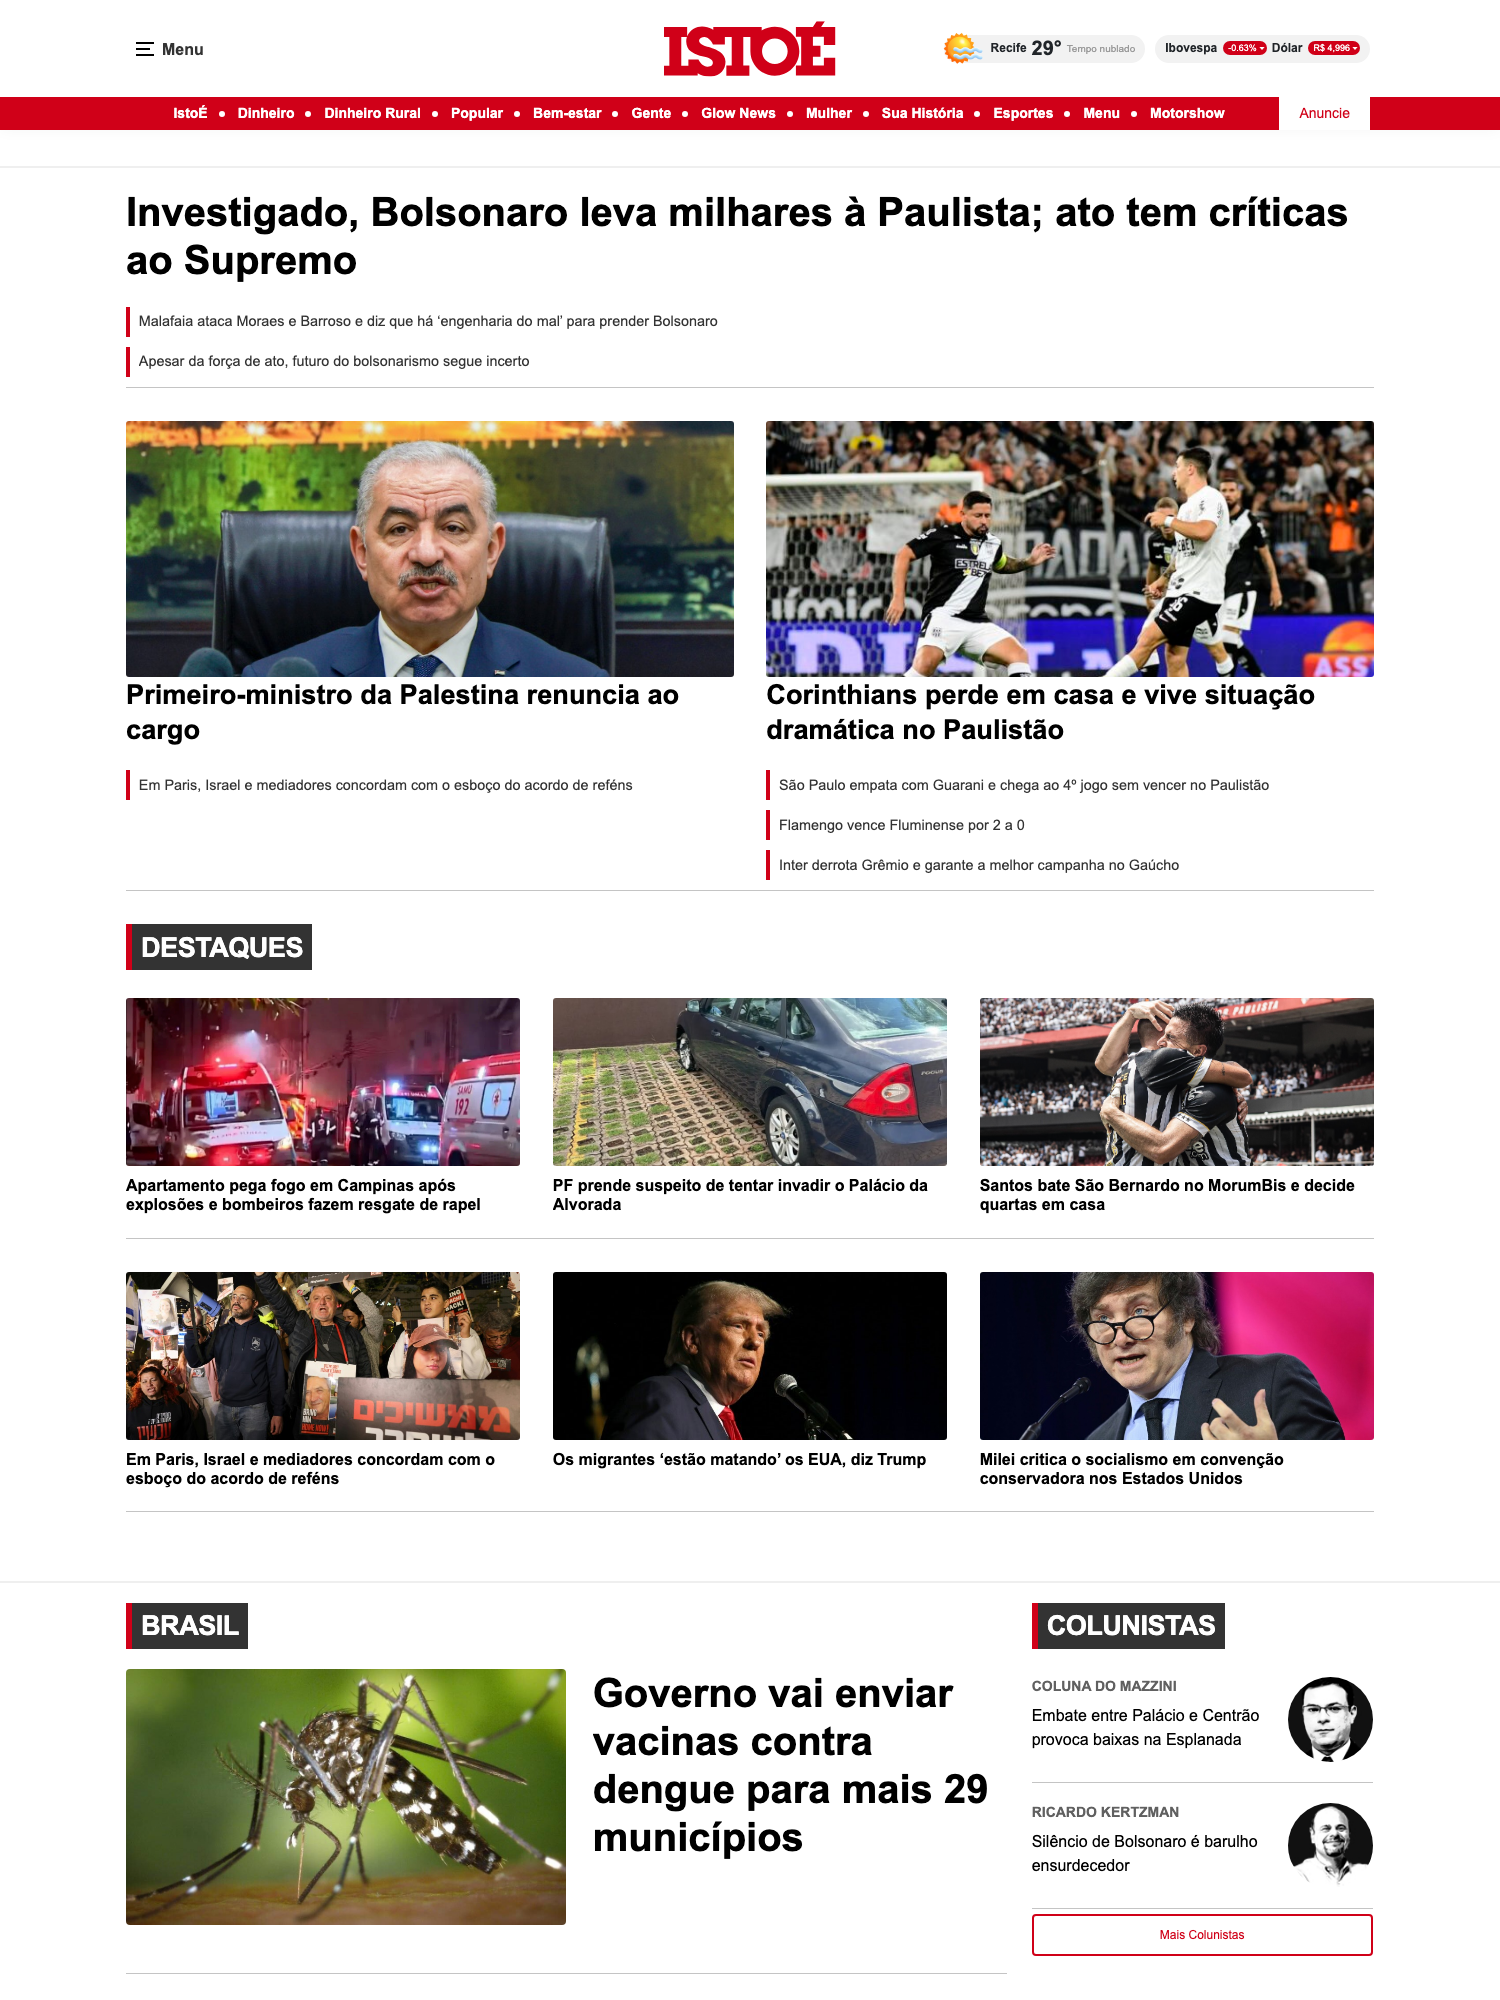 Menu
ISTOÉ
Recife 29° Tempo nublado
Ibovespa -0.63% Dólar R$ 4,996
IstoÉ • Dinheiro • Dinheiro Rural • Popular • Bem-estar • Gente • Glow News • Mulher • Sua História • Esportes • Menu • Motorshow
Anuncie
Investigado, Bolsonaro leva milhares à Paulista; ato tem críticas
ao Supremo
Malafaia ataca Moraes e Barroso e diz que há ‘engenharia do mal’ para prender Bolsonaro
Apesar da força de ato, futuro do bolsonarismo segue incerto
ESTRELA
BET
ASS
Primeiro-ministro da Palestina renuncia ao
cargo
Em Paris, Israel e mediadores concordam com o esboço do acordo de reféns
Corinthians perde em casa e vive situação
dramática no Paulistão
São Paulo empata com Guarani e chega ao 4º jogo sem vencer no Paulistão
Flamengo vence Fluminense por 2 a 0
Inter derrota Grêmio e garante a melhor campanha no Gaúcho
DESTAQUES
SAMU
192
FOCUS
PAULISTA
Apartamento pega fogo em Campinas após
explosões e bombeiros fazem resgate de rapel
PF prende suspeito de tentar invadir o Palácio da
Alvorada
Santos bate São Bernardo no MorumBis e decide
quartas em casa
ממשיכים
Em Paris, Israel e mediadores concordam com o
esboço do acordo de reféns
Os migrantes ‘estão matando’ os EUA, diz Trump
Milei critica o socialismo em convenção
conservadora nos Estados Unidos
BRASIL
Governo vai enviar
vacinas contra
dengue para mais 29
municípios
COLUNISTAS
COLUNA DO MAZZINI
Embate entre Palácio e Centrão
provoca baixas na Esplanada
RICARDO KERTZMAN
Silêncio de Bolsonaro é barulho
ensurdecedor
Mais Colunistas